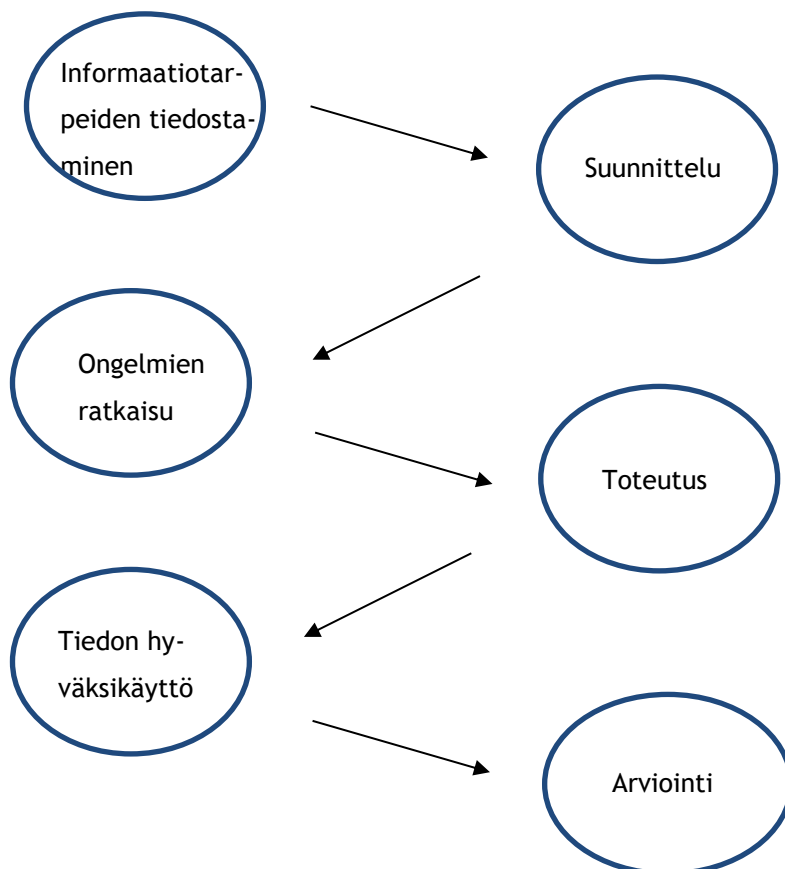 Informaatiotar-
peiden tiedosta-
minen
Suunnittelu
Ongelmien
ratkaisu
Toteutus
Tiedon hy-
väksikäyttö
Arviointi